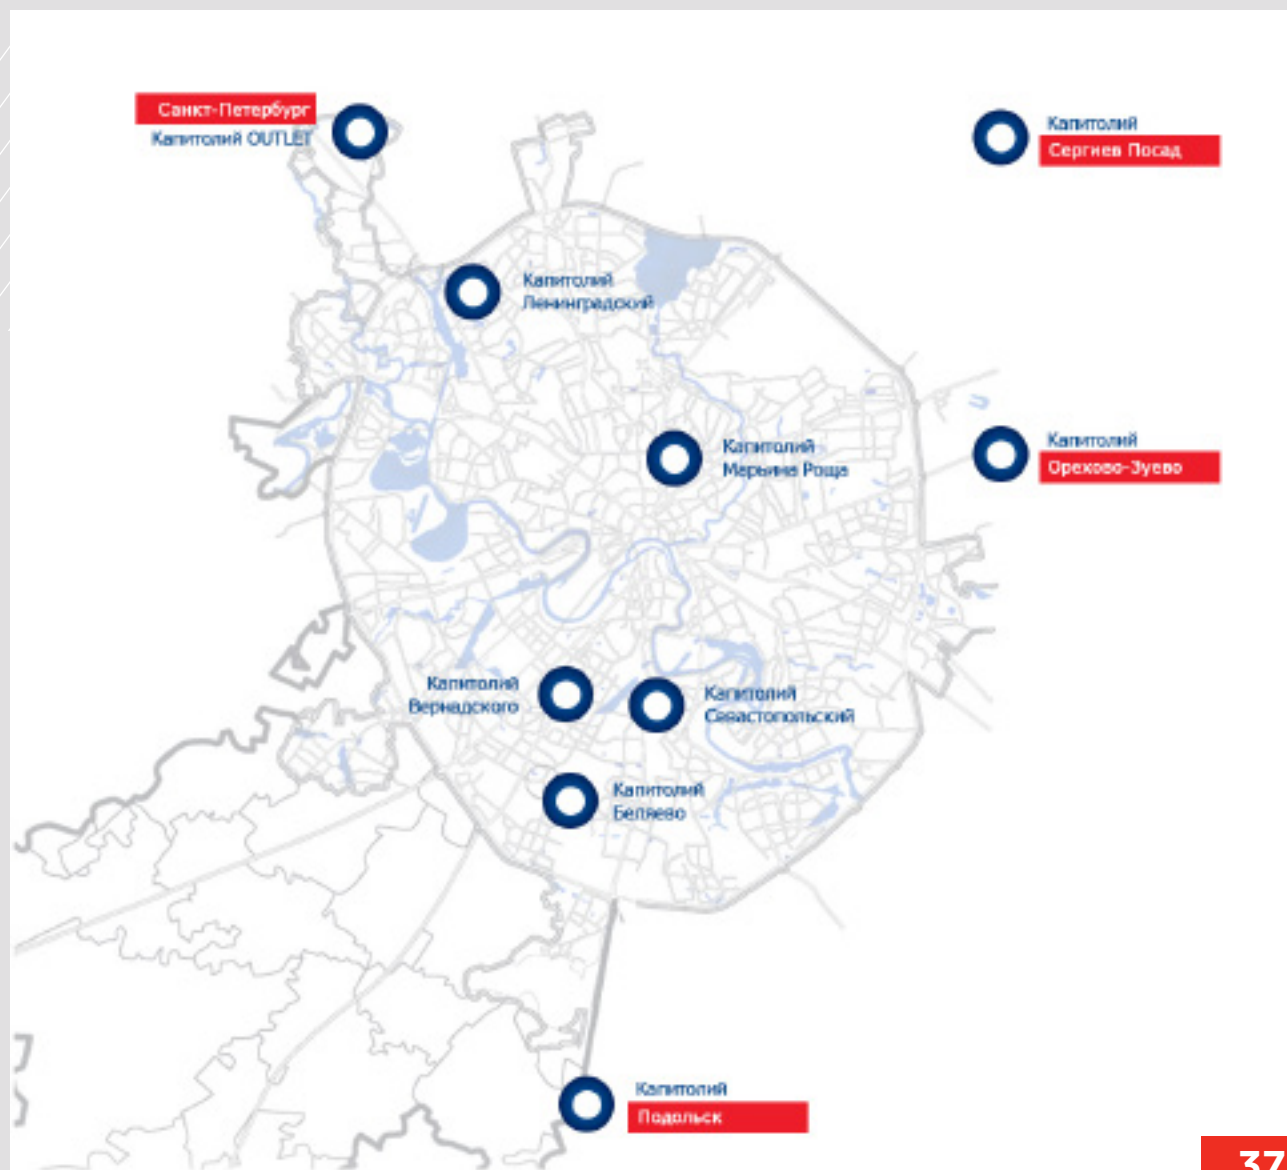 Санкт-Петербург
Капитолий OUTLET
Капитолий
Сергиев Посад
Капитолий
Ленинградский
Капитолий
Марьина Роща
Капитолий
Орехово-Зуево
Капитолий
Вернадского
Капитолий
Севастопольский
Капитолий
Беляево
Капитолий
Подольск
37